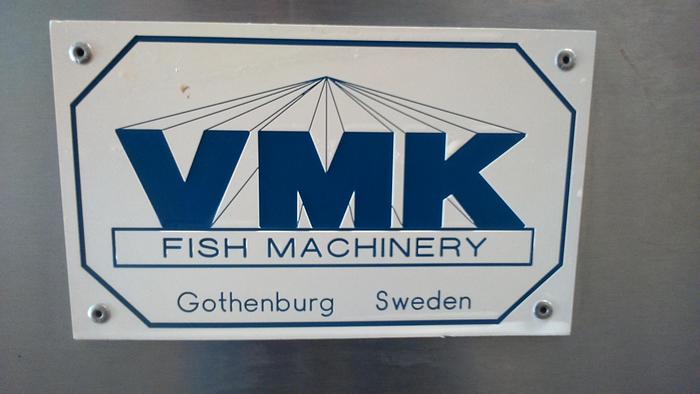 VMK
FISH MACHINERY
Gothenburg Sweden